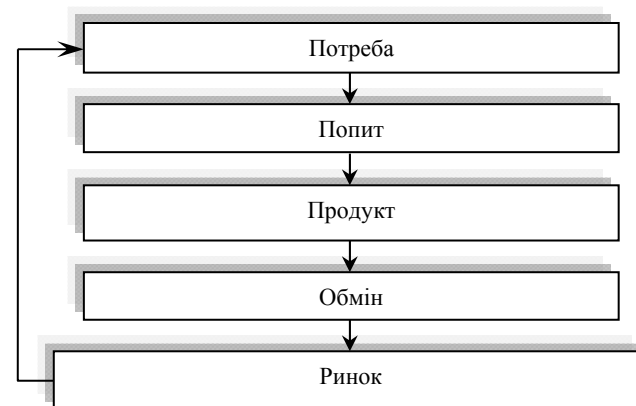 Потреба
Попит
Продукт
Обмін
Ринок